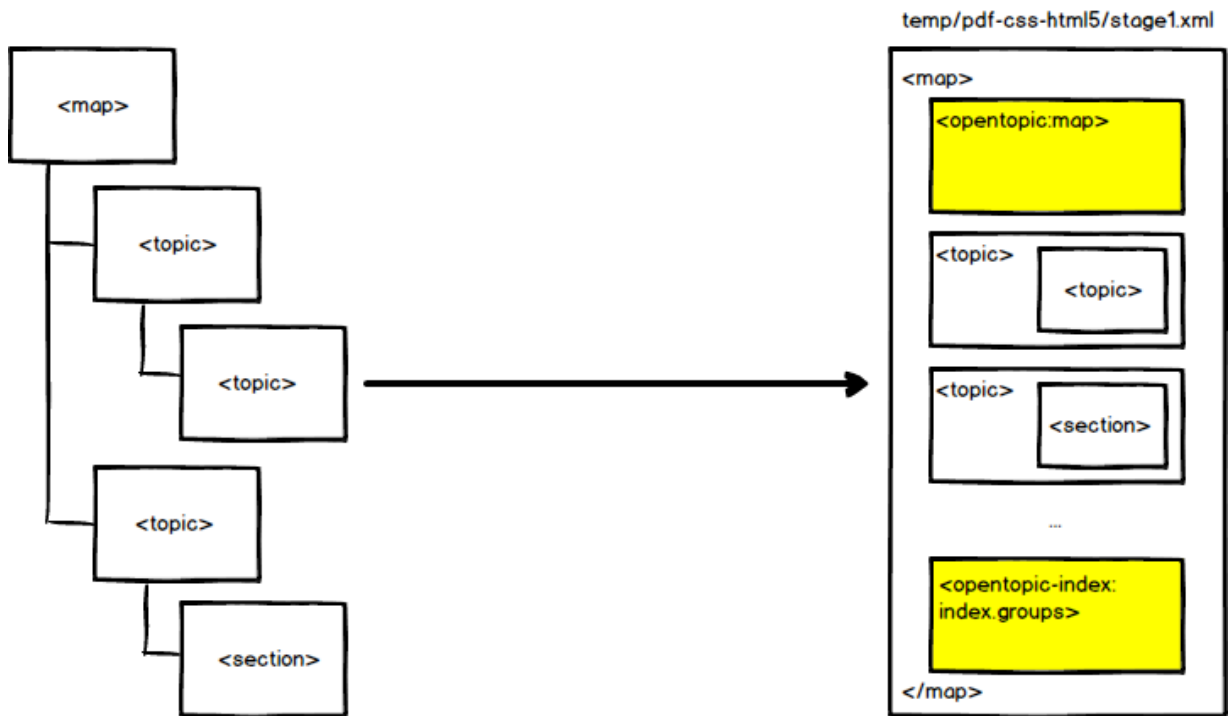 temp/pdf-css-html5/stage1.xml
<map>
<topic>
<topic>
<topic>
<section>
<map>
<opentopic:map>
<topic>
<topic>
<topic>
<section>
...
<opentopic-index:
index.groups>
</map>